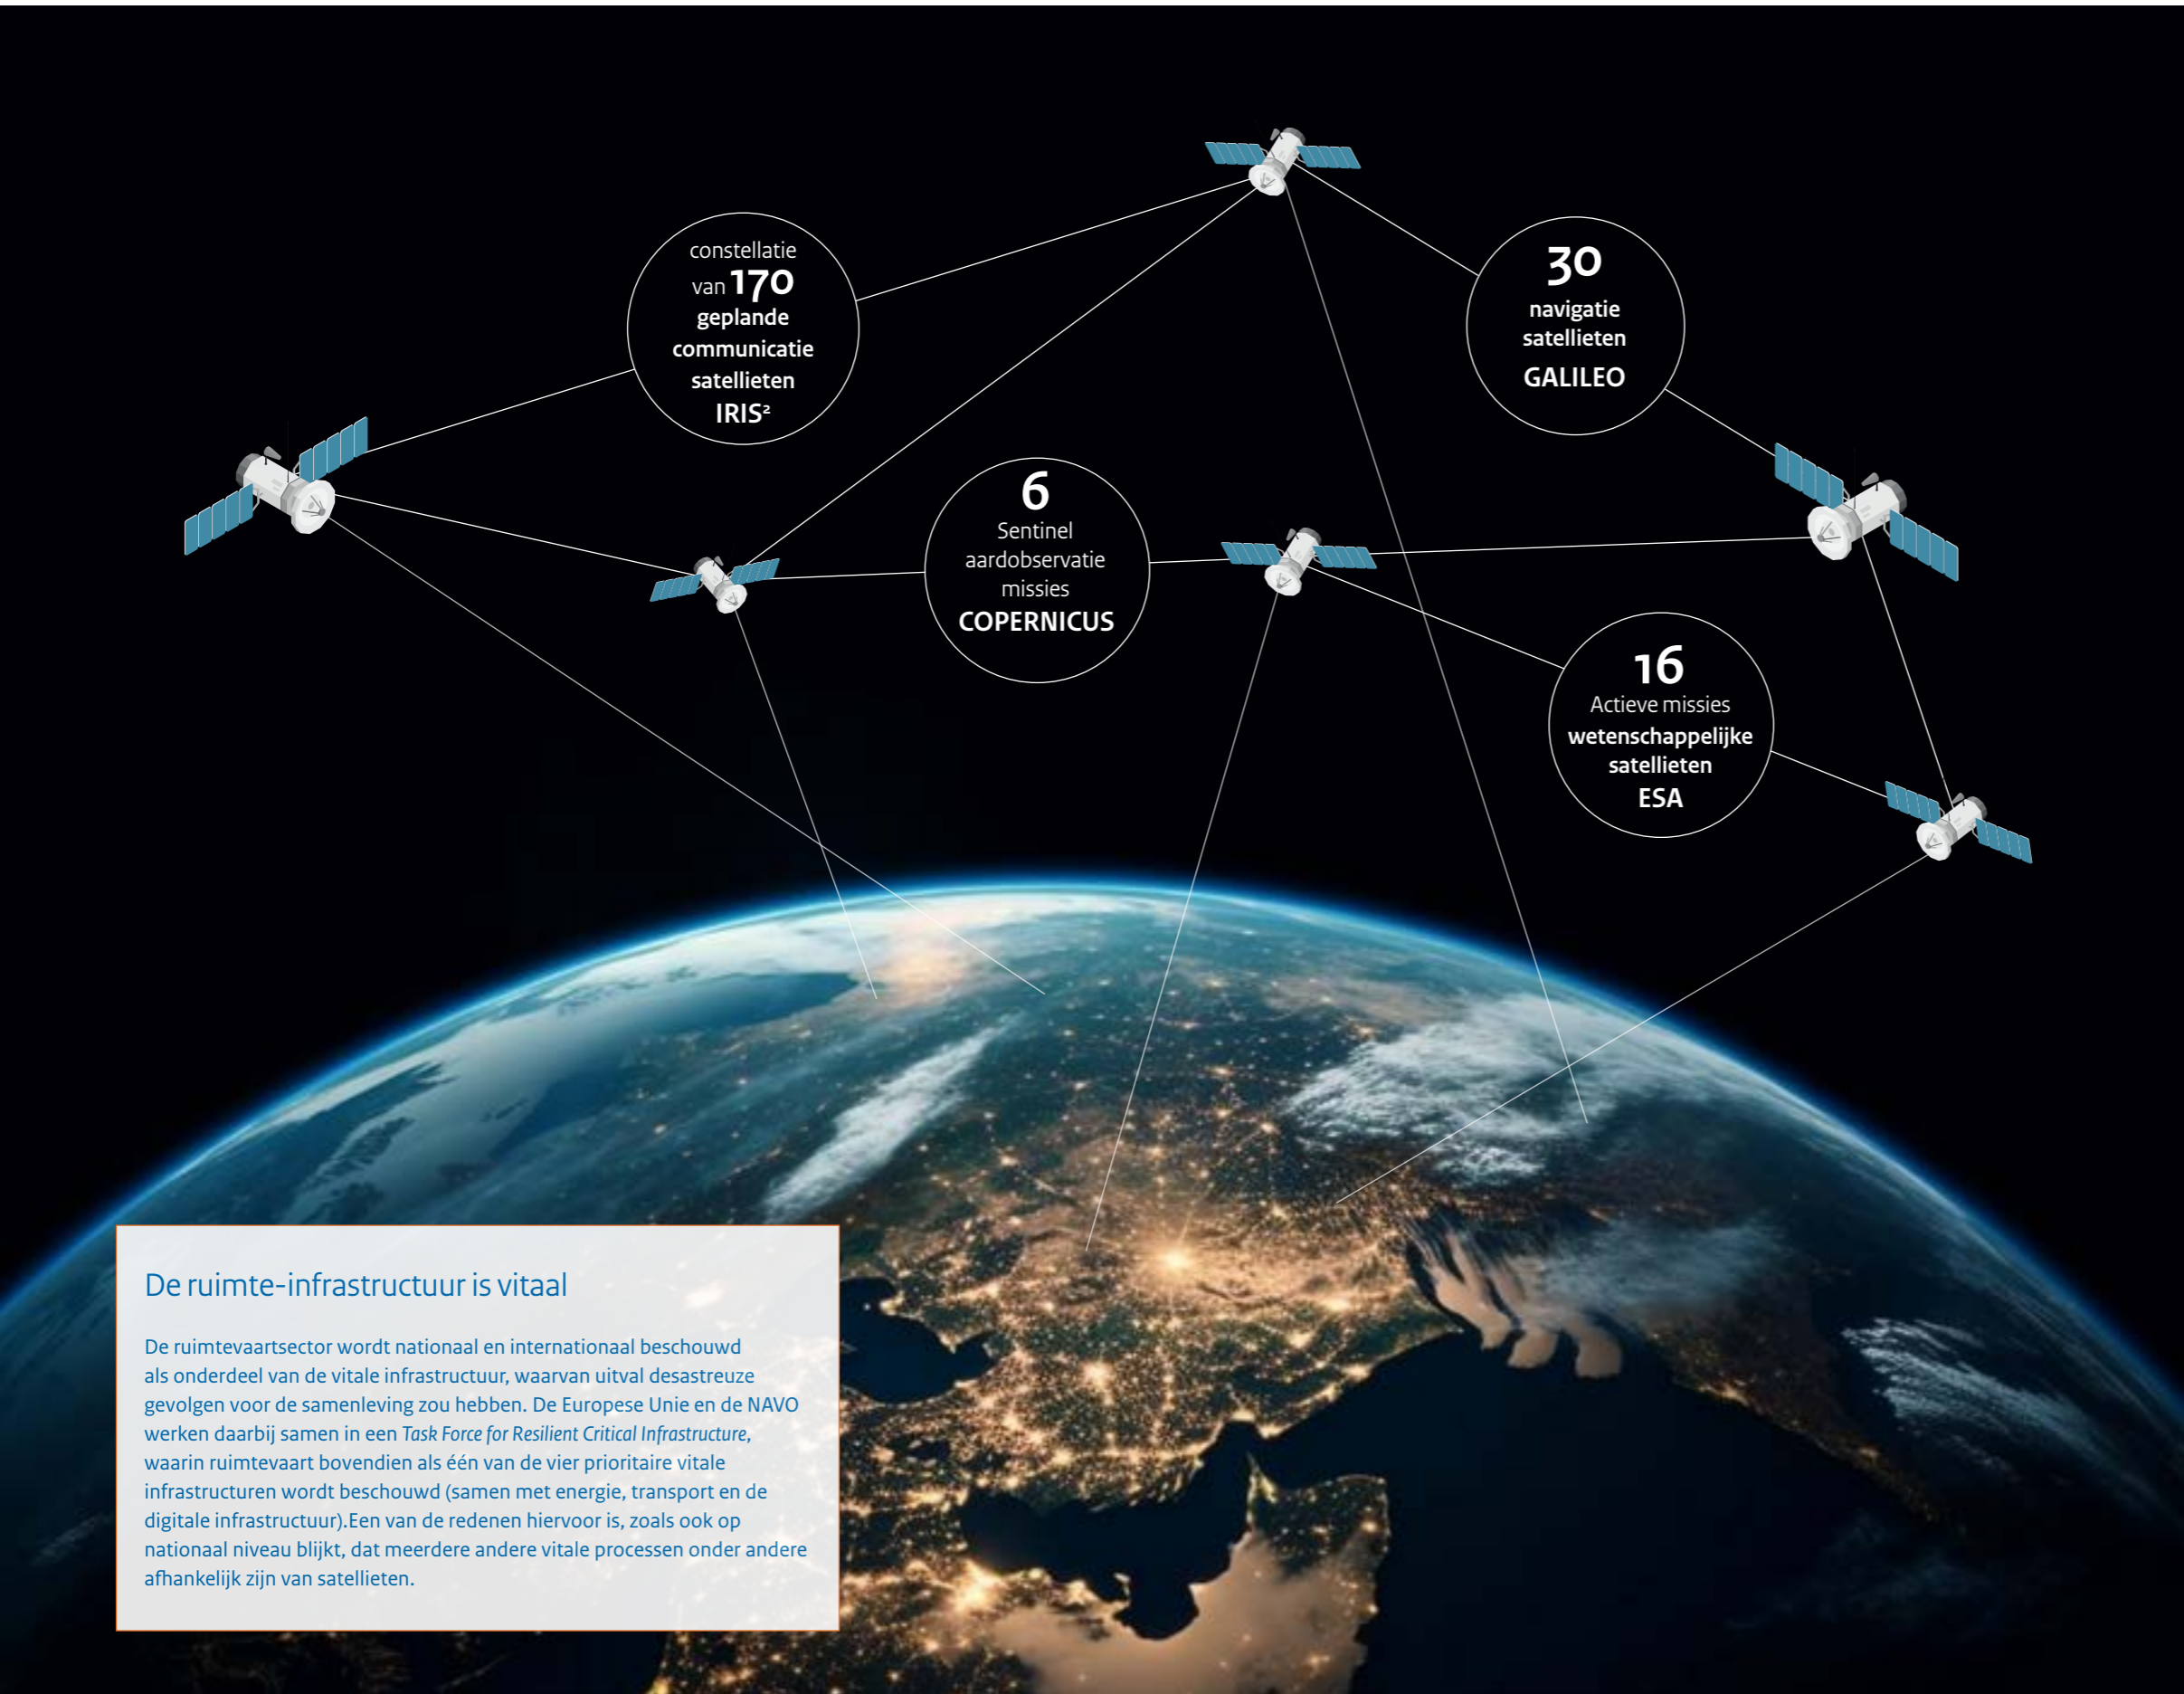 constellatie
van 170
geplande
communicatie
satellieten
IRIS²
30
navigatie
satellieten
GALILEO
6
Sentinel
aardobservatie
missies
COPERNICUS
16
Actieve missies
wetenschappelijke
satellieten
ESA
De ruimte-infrastructuur is vitaal
De ruimtevaartsector wordt nationaal en internationaal beschouwd
als onderdeel van de vitale infrastructuur, waarvan uitval desastreuze
gevolgen voor de samenleving zou hebben. De Europese Unie en de NAVO
werken daarbij samen in een Task Force for Resilient Critical Infrastructure,
waarin ruimtevaart bovendien als één van de vier prioritaire vitale
infrastructuren wordt beschouwd (samen met energie, transport en de
digitale infrastructuur).Een van de redenen hiervoor is, zoals ook op
nationaal niveau blijkt, dat meerdere andere vitale processen onder andere
afhankelijk zijn van satellieten.